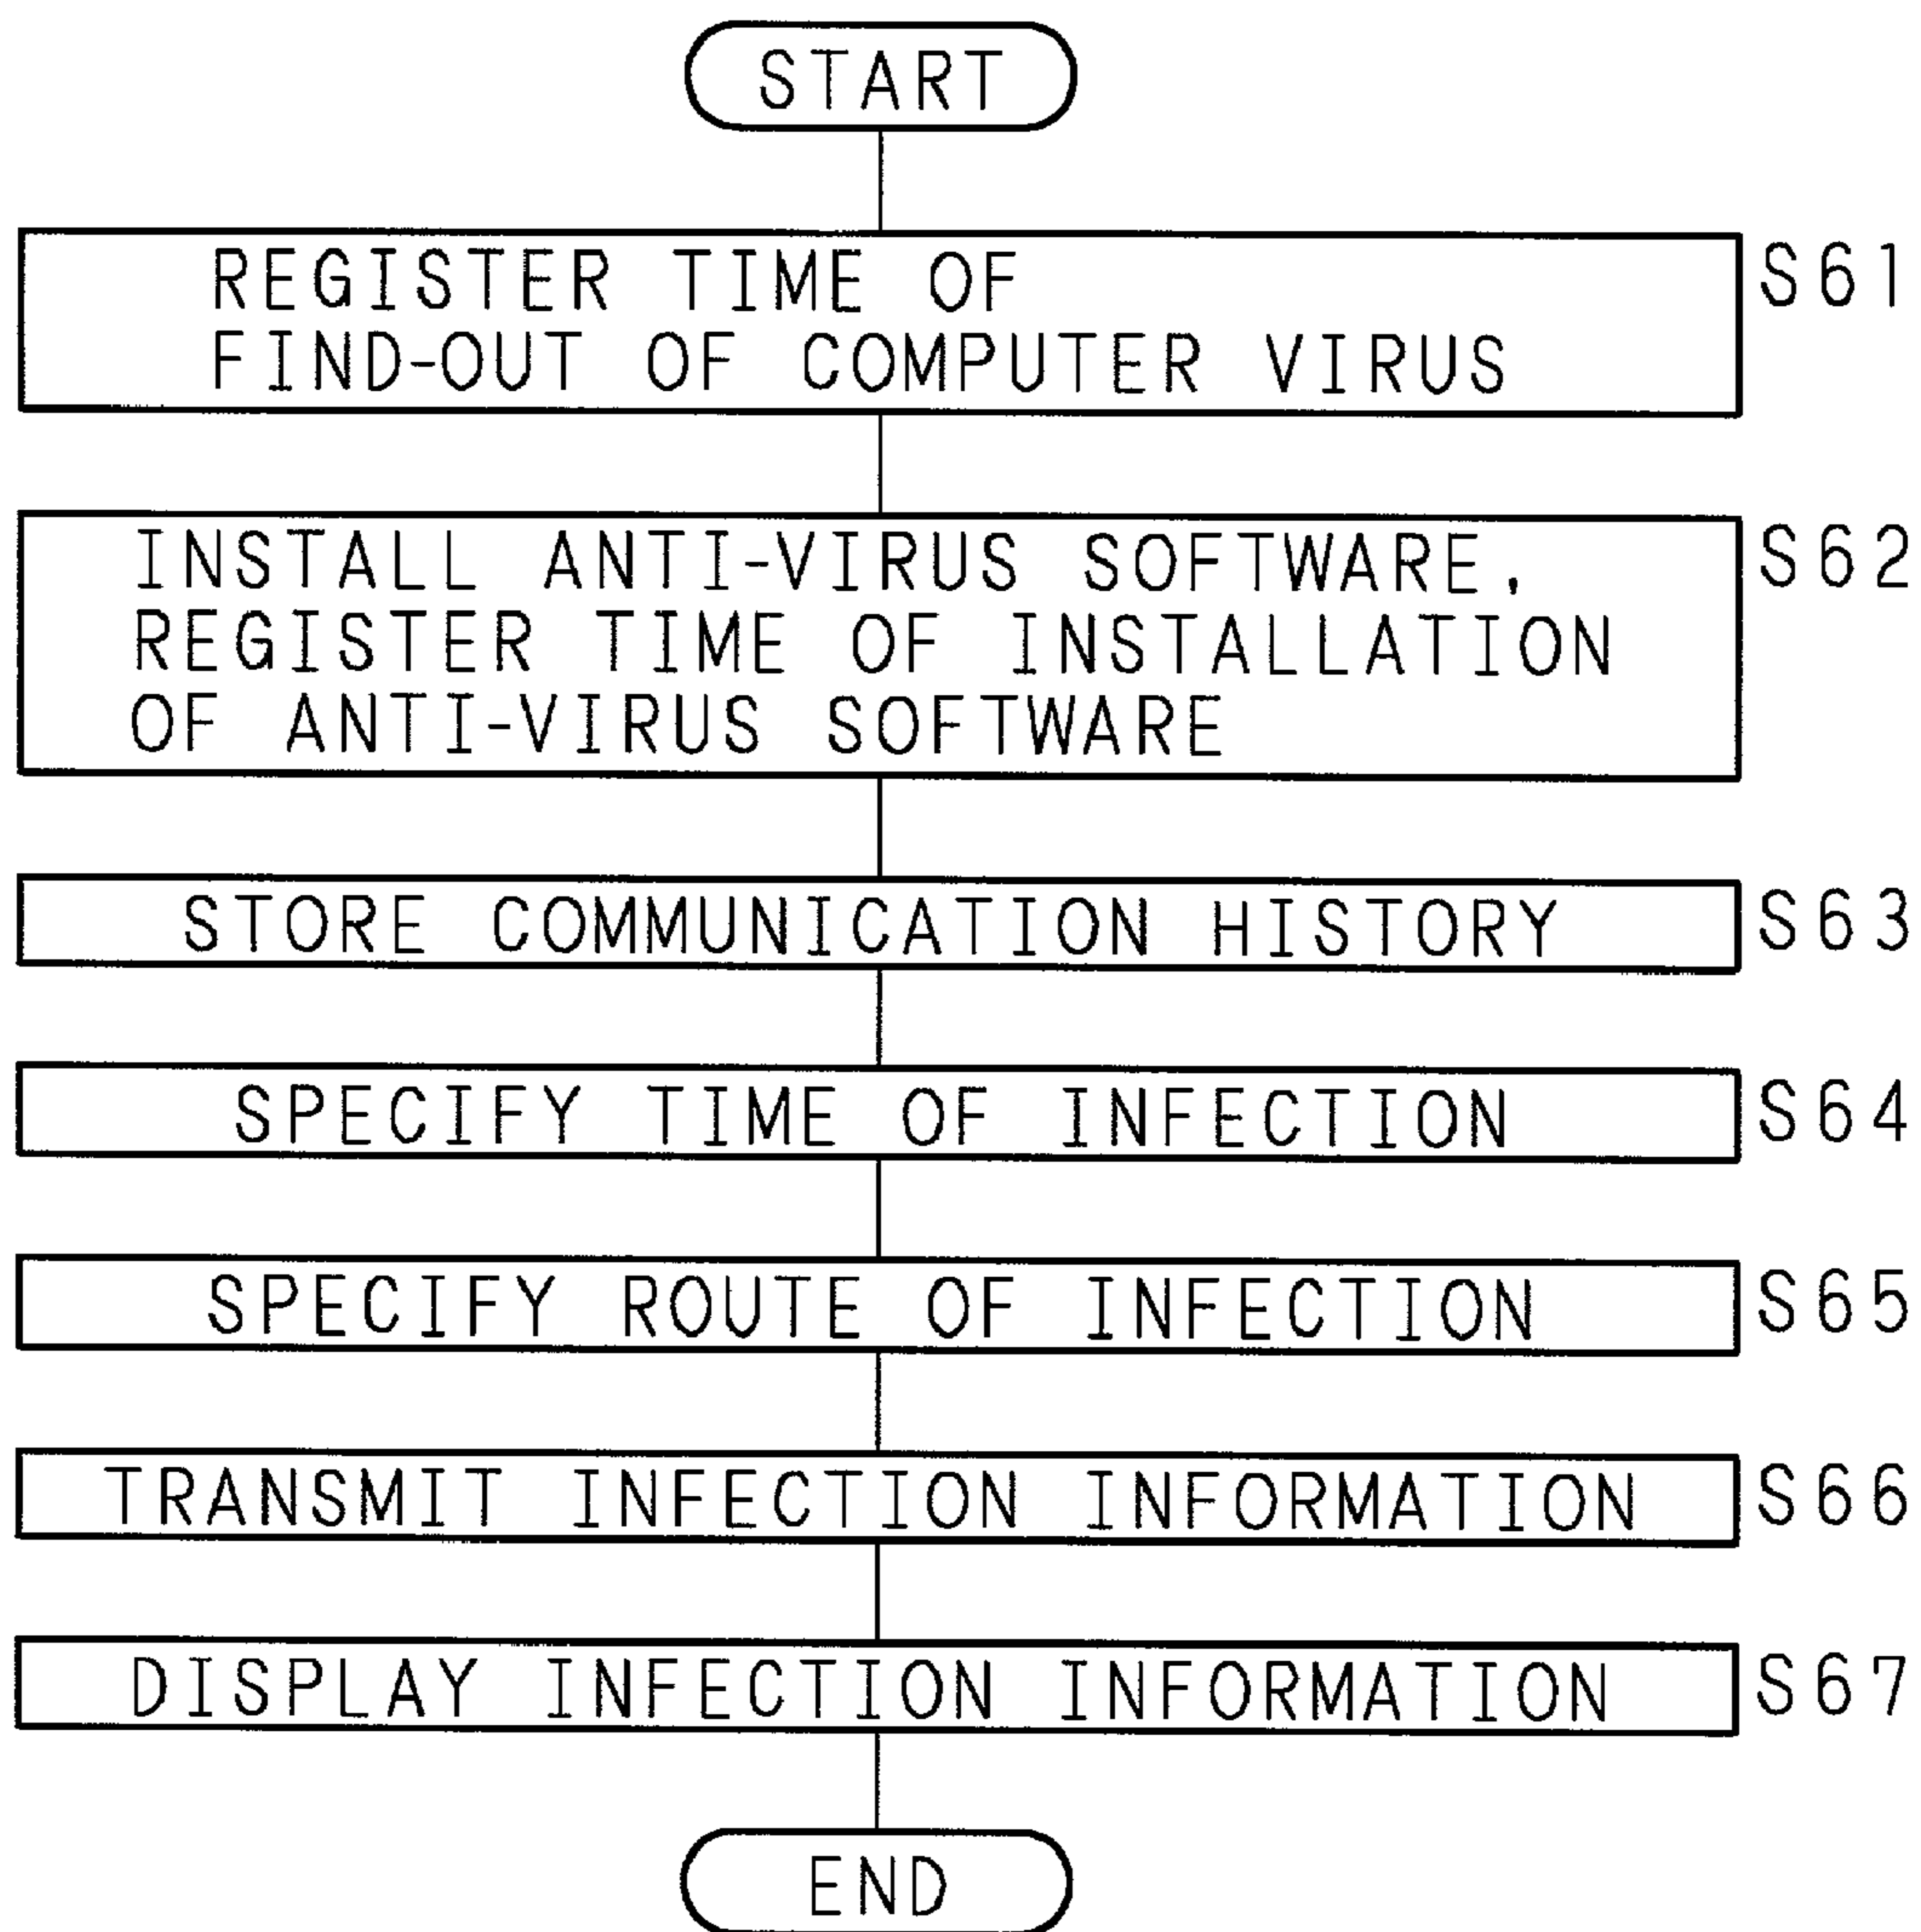 START
REGISTER TIME OF
FIND-OUT OF COMPUTER VIRUS
S61
INSTALL ANTI-VIRUS SOFTWARE,
REGISTER TIME OF INSTALLATION
OF ANTI-VIRUS SOFTWARE
S62
STORE COMMUNICATION HISTORY
S63
SPECIFY TIME OF INFECTION
S64
SPECIFY ROUTE OF INFECTION
S65
TRANSMIT INFECTION INFORMATION
S66
DISPLAY INFECTION INFORMATION
S67
END